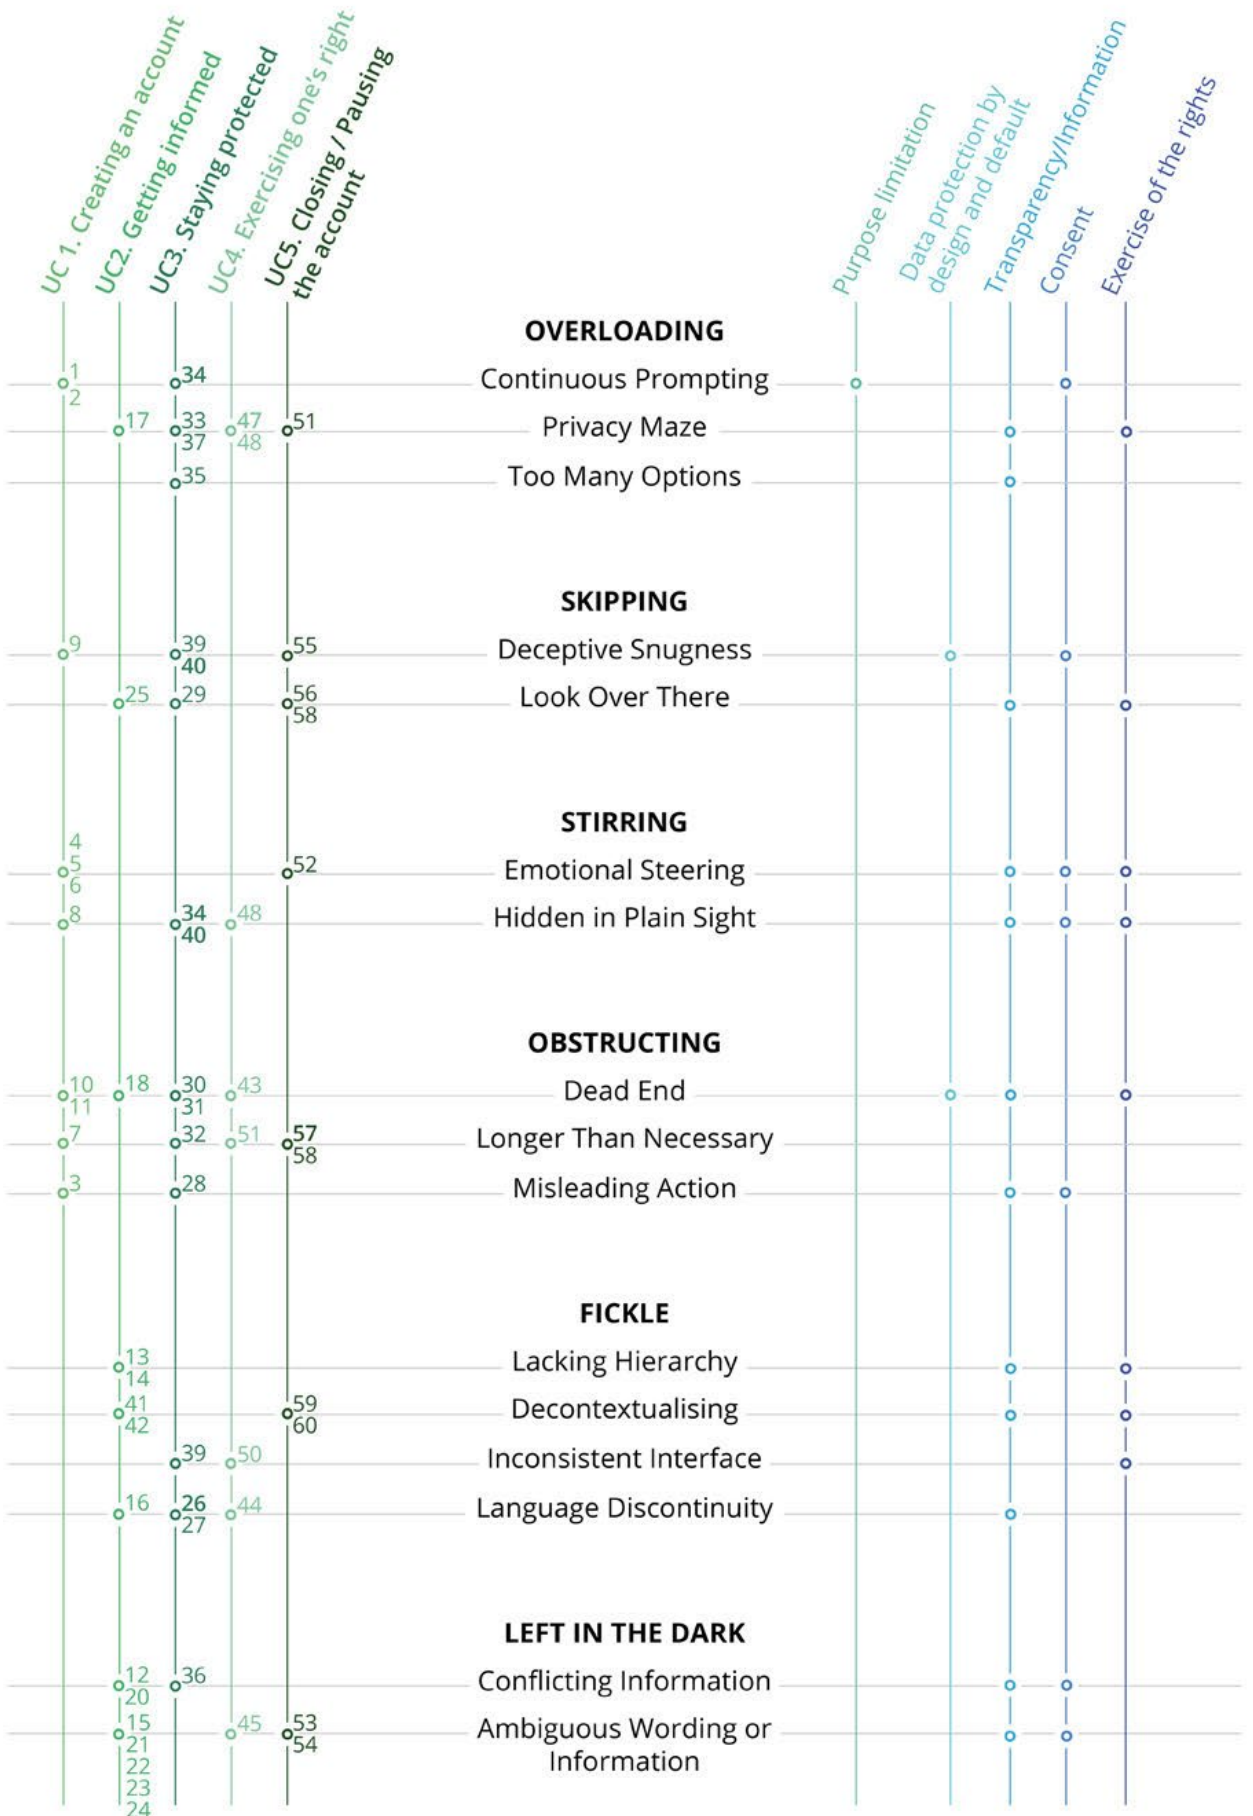 UC 1. Creating an account
UC2. Getting informed
UC3. Staying protected
UC4. Exercising one's right
UC5. Closing / Pausing
the account
Purpose limitation
Data protection by
design and default
Transparency/Information
Consent
Exercise of the rights
OVERLOADING
1 34 Continuous Prompting
2
17 33 47 51 Privacy Maze
37 48
35 Too Many Options
SKIPPING
9 39 55 Deceptive Snugness
40
25 29 56 Look Over There
58
STIRRING
4
5 52 Emotional Steering
6
8 34 48 Hidden in Plain Sight
40
OBSTRUCTING
10 18 30 43 Dead End
11 31
7 32 51 57 Longer Than Necessary
58
3 28 Misleading Action
FICKLE
13 Lacking Hierarchy
14
41 59 Decontextualising
42 60
39 50 Inconsistent Interface
16 26 44 Language Discontinuity
27
LEFT IN THE DARK
12 36 Conflicting Information
20
15 45 53 Ambiguous Wording or
21 54 Information
22
23
24